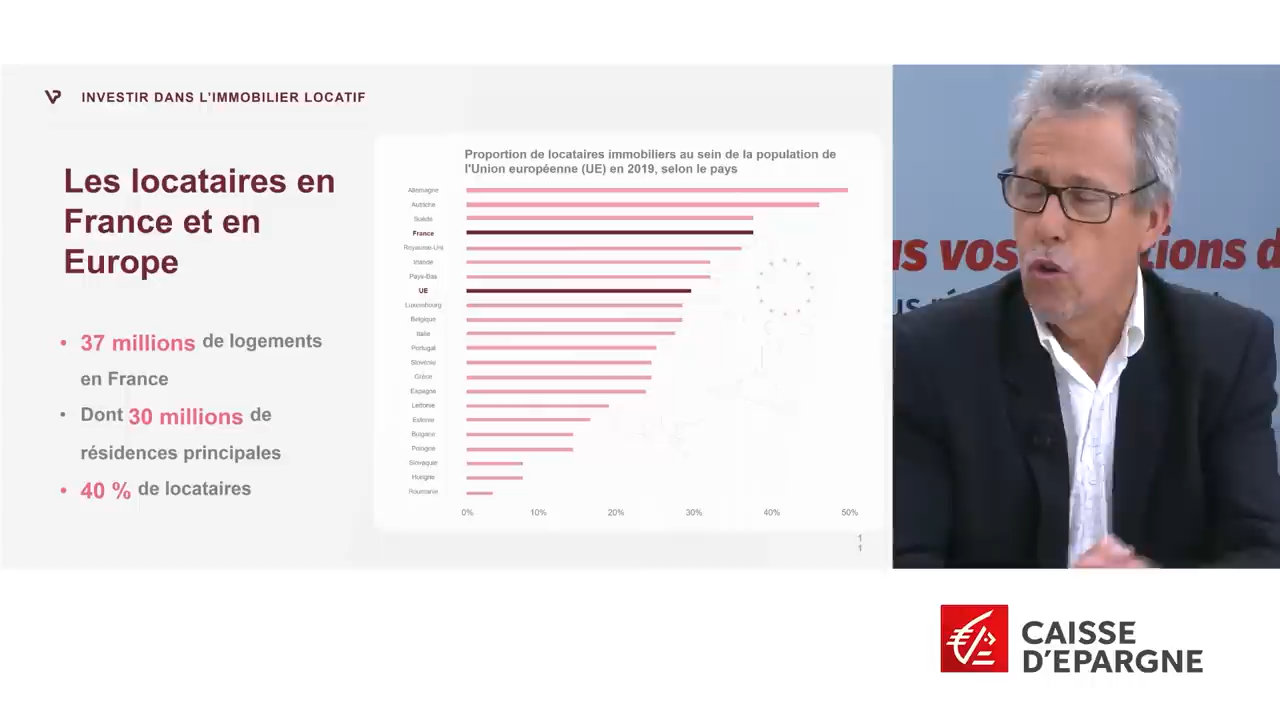 VP INVESTIR DANS L'IMMOBILIER LOCATIF
Les locataires en
France et en
Europe
• 37 millions de logements
en France
• Dont 30 millions de
résidences principales
• 40 % de locataires
Proportion de locataires immobiliers au sein de la population de
l'Union européenne (UE) en 2019, selon le pays
Allemagne
Autriche
Suède
France
Royaume-Uni
Irlande
Pays-Bas
UE
Luxembourg
Belgique
Italie
Portugal
Slovénie
Grèce
Espagne
Lettonie
Estonie
Bulgarie
Pologne
Slovaquie
Hongrie
Roumanie
0% 10% 20% 30% 40% 50%
1
1
vos
CAISSE
D'EPARGNE